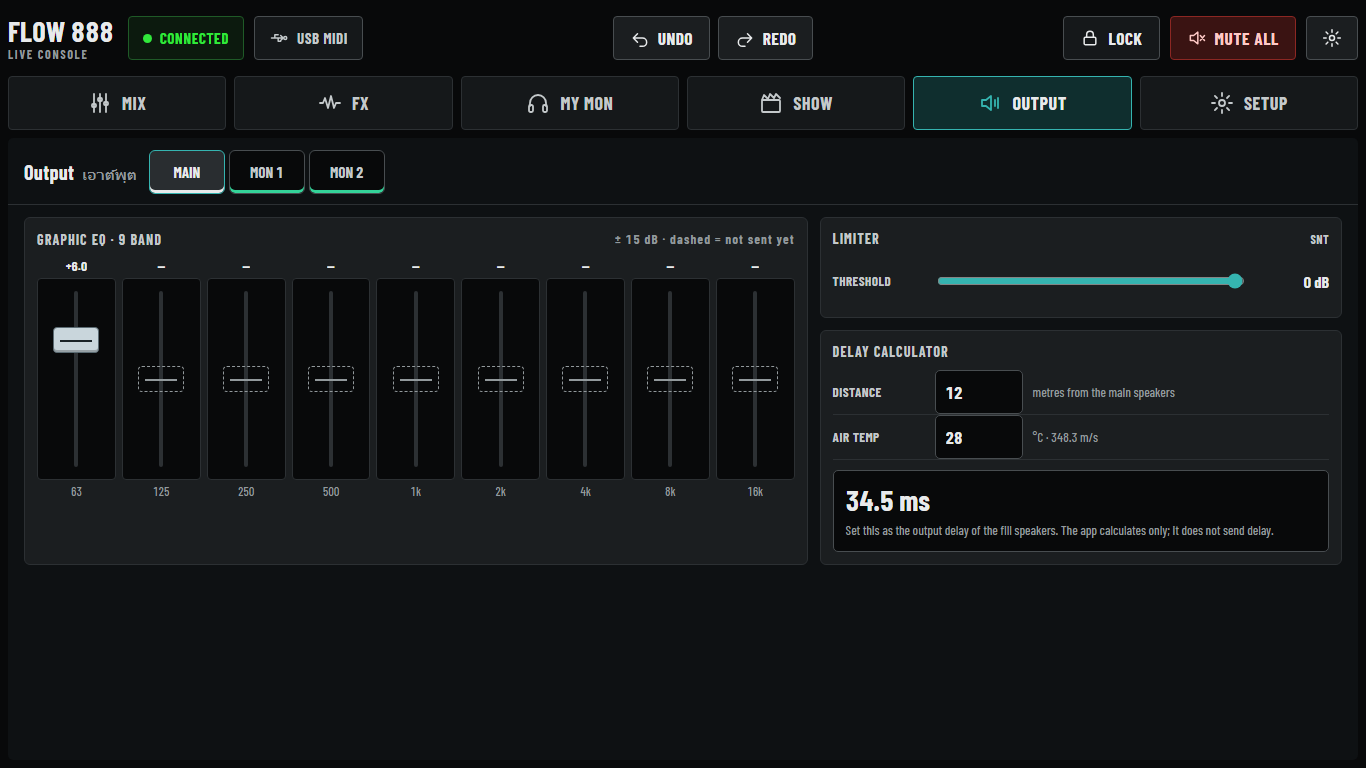 FLOW 888
LIVE CONSOLE
CONNECTED
USB MIDI
UNDO
REDO
LOCK
MUTE ALL
MIX
FX
MY MON
SHOW
OUTPUT
SETUP
Output เอาต์พุต
MAIN
MON 1
MON 2
GRAPHIC EQ · 9 BAND
± 15 dB · dashed = not sent yet
+6.0 – – – – – – – –
63 125 250 500 1k 2k 4k 8k 16k
LIMITER
SNT
THRESHOLD
0 dB
DELAY CALCULATOR
DISTANCE 12 metres from the main speakers
AIR TEMP 28 °C · 348.3 m/s
34.5 ms
Set this as the output delay of the fill speakers. The app calculates only; it does not send delay.